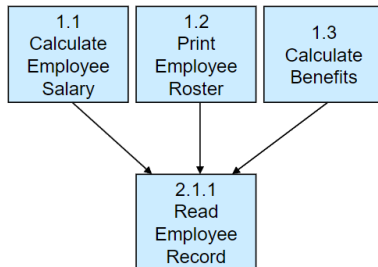 1.1
Calculate
Employee
Salary
1.2
Print
Employee
Roster
1.3
Calculate
Benefits
2.1.1
Read
Employee
Record